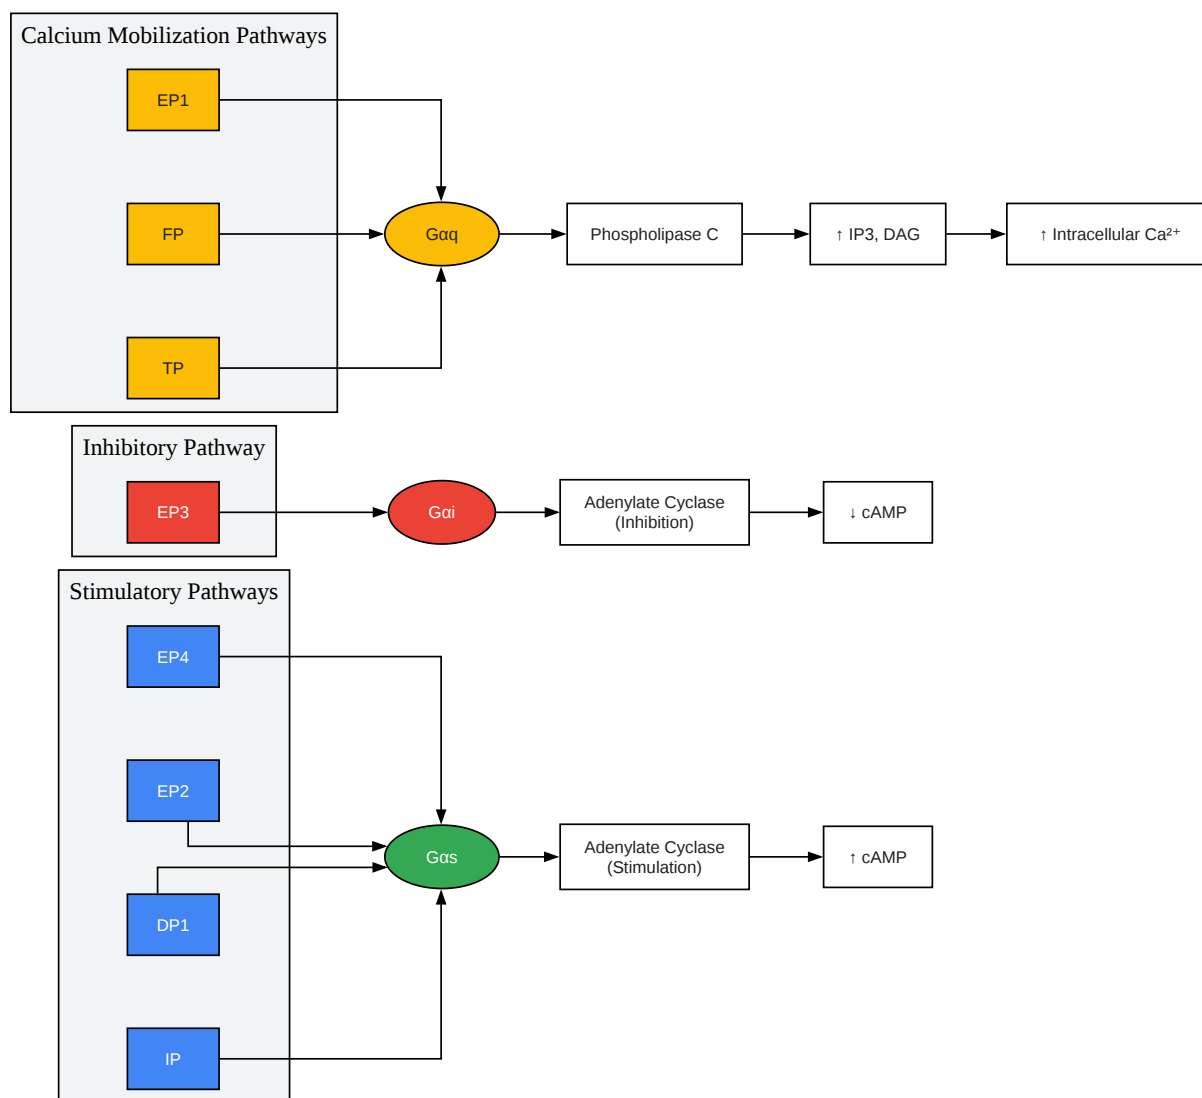 Calcium Mobilization Pathways
EP1
FP
Gαq
Phospholipase C
↑ IP3, DAG
↑ Intracellular Ca²⁺
TP
Inhibitory Pathway
EP3
Gαi
Adenylate Cyclase
(Inhibition)
↓ cAMP
Stimulatory Pathways
EP4
EP2
Gαs
Adenylate Cyclase
(Stimulation)
↑ cAMP
DP1
IP